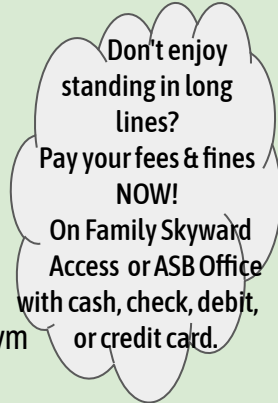 Don't enjoy
standing in long
lines?
Pay your fees & fines
NOW!
On Family Skyward
Access or ASB Office
with cash, check, debit,
or credit card.
ym